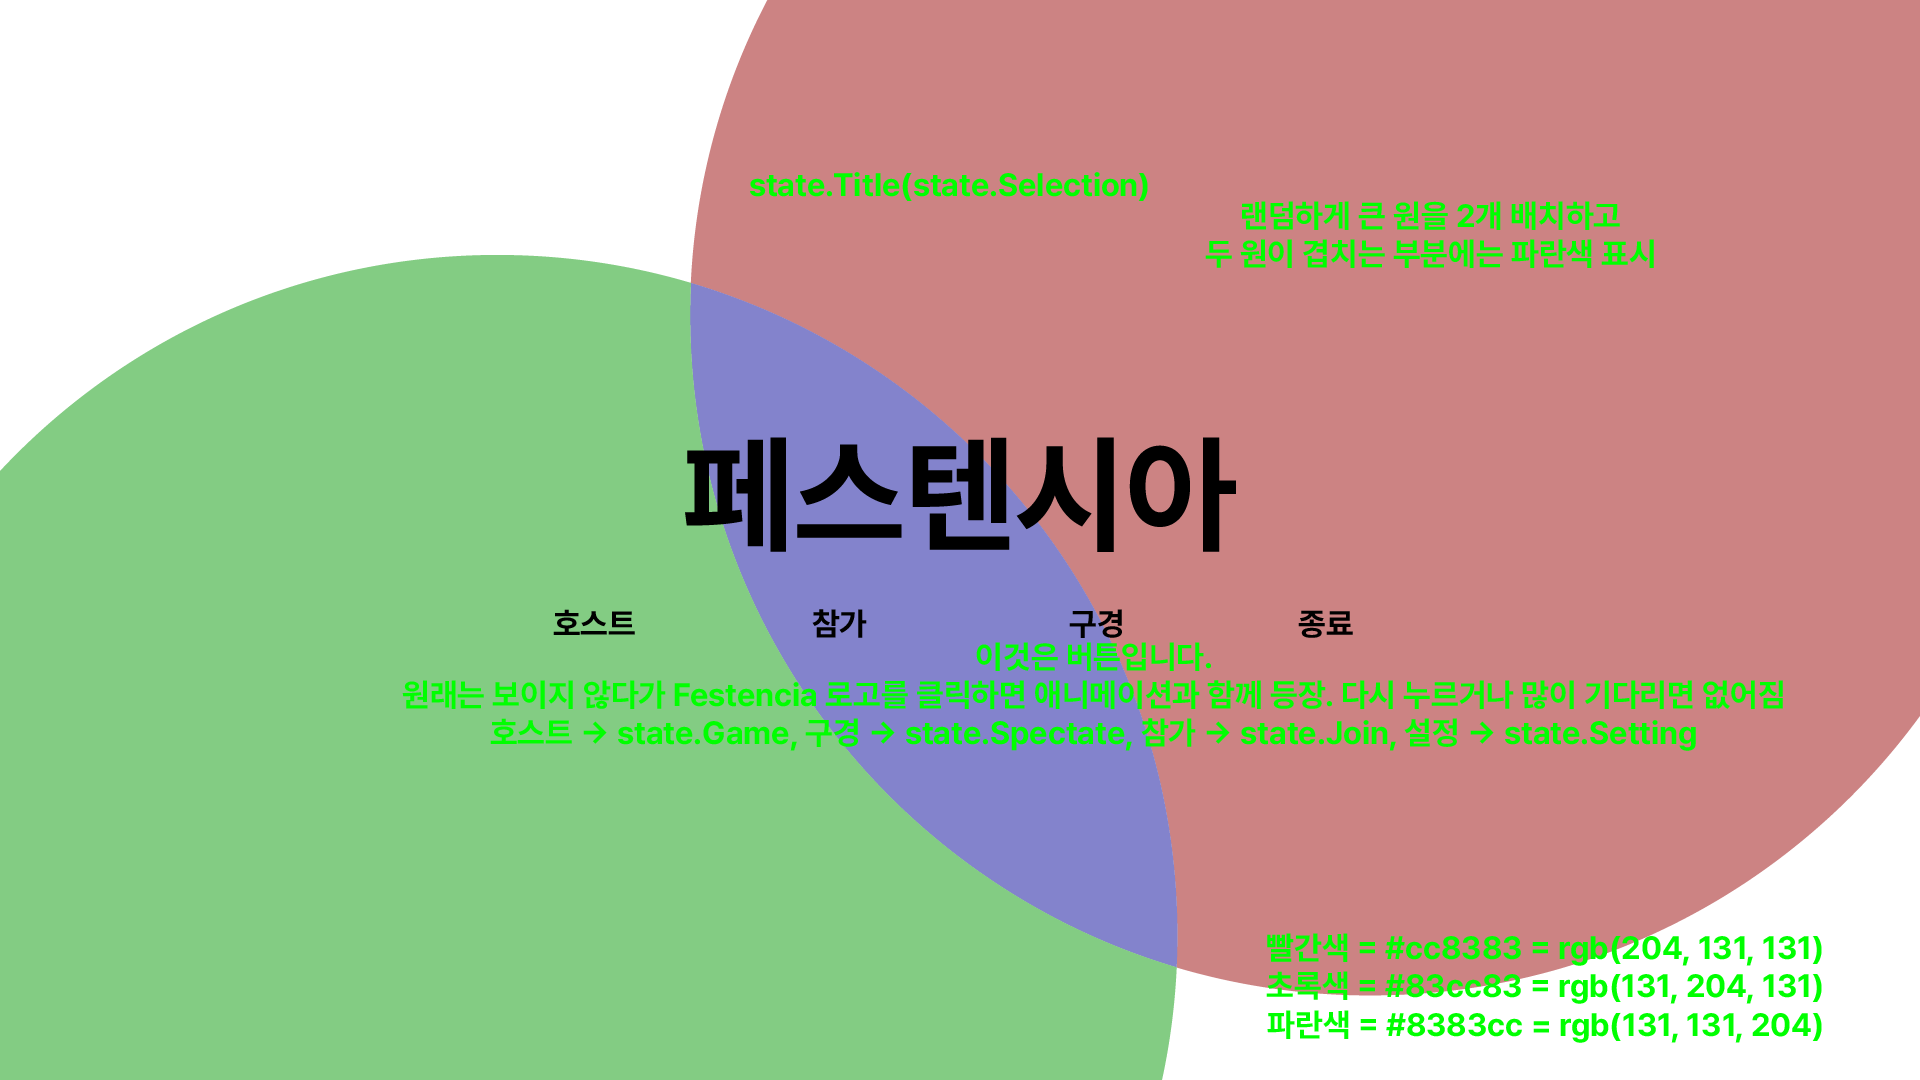 state.Title(state.Selection)
랜덤하게 큰 원을 2개 배치하고
두 원이 겹치는 부분에는 파란색 표시
페스텐시아
호스트 참가 구경 종료
이것은 버튼입니다.
원래는 보이지 않다가 Festencia 로고를 클릭하면 애니메이션과 함께 등장. 다시 누르거나 많이 기다리면 없어짐
호스트 → state.Game, 구경 → state.Spectate, 참가 → state.Join, 설정 → state.Setting
빨간색 = #cc8383 = rgb(204, 131, 131)
초록색 = #83cc83 = rgb(131, 204, 131)
파란색 = #8383cc = rgb(131, 131, 204)